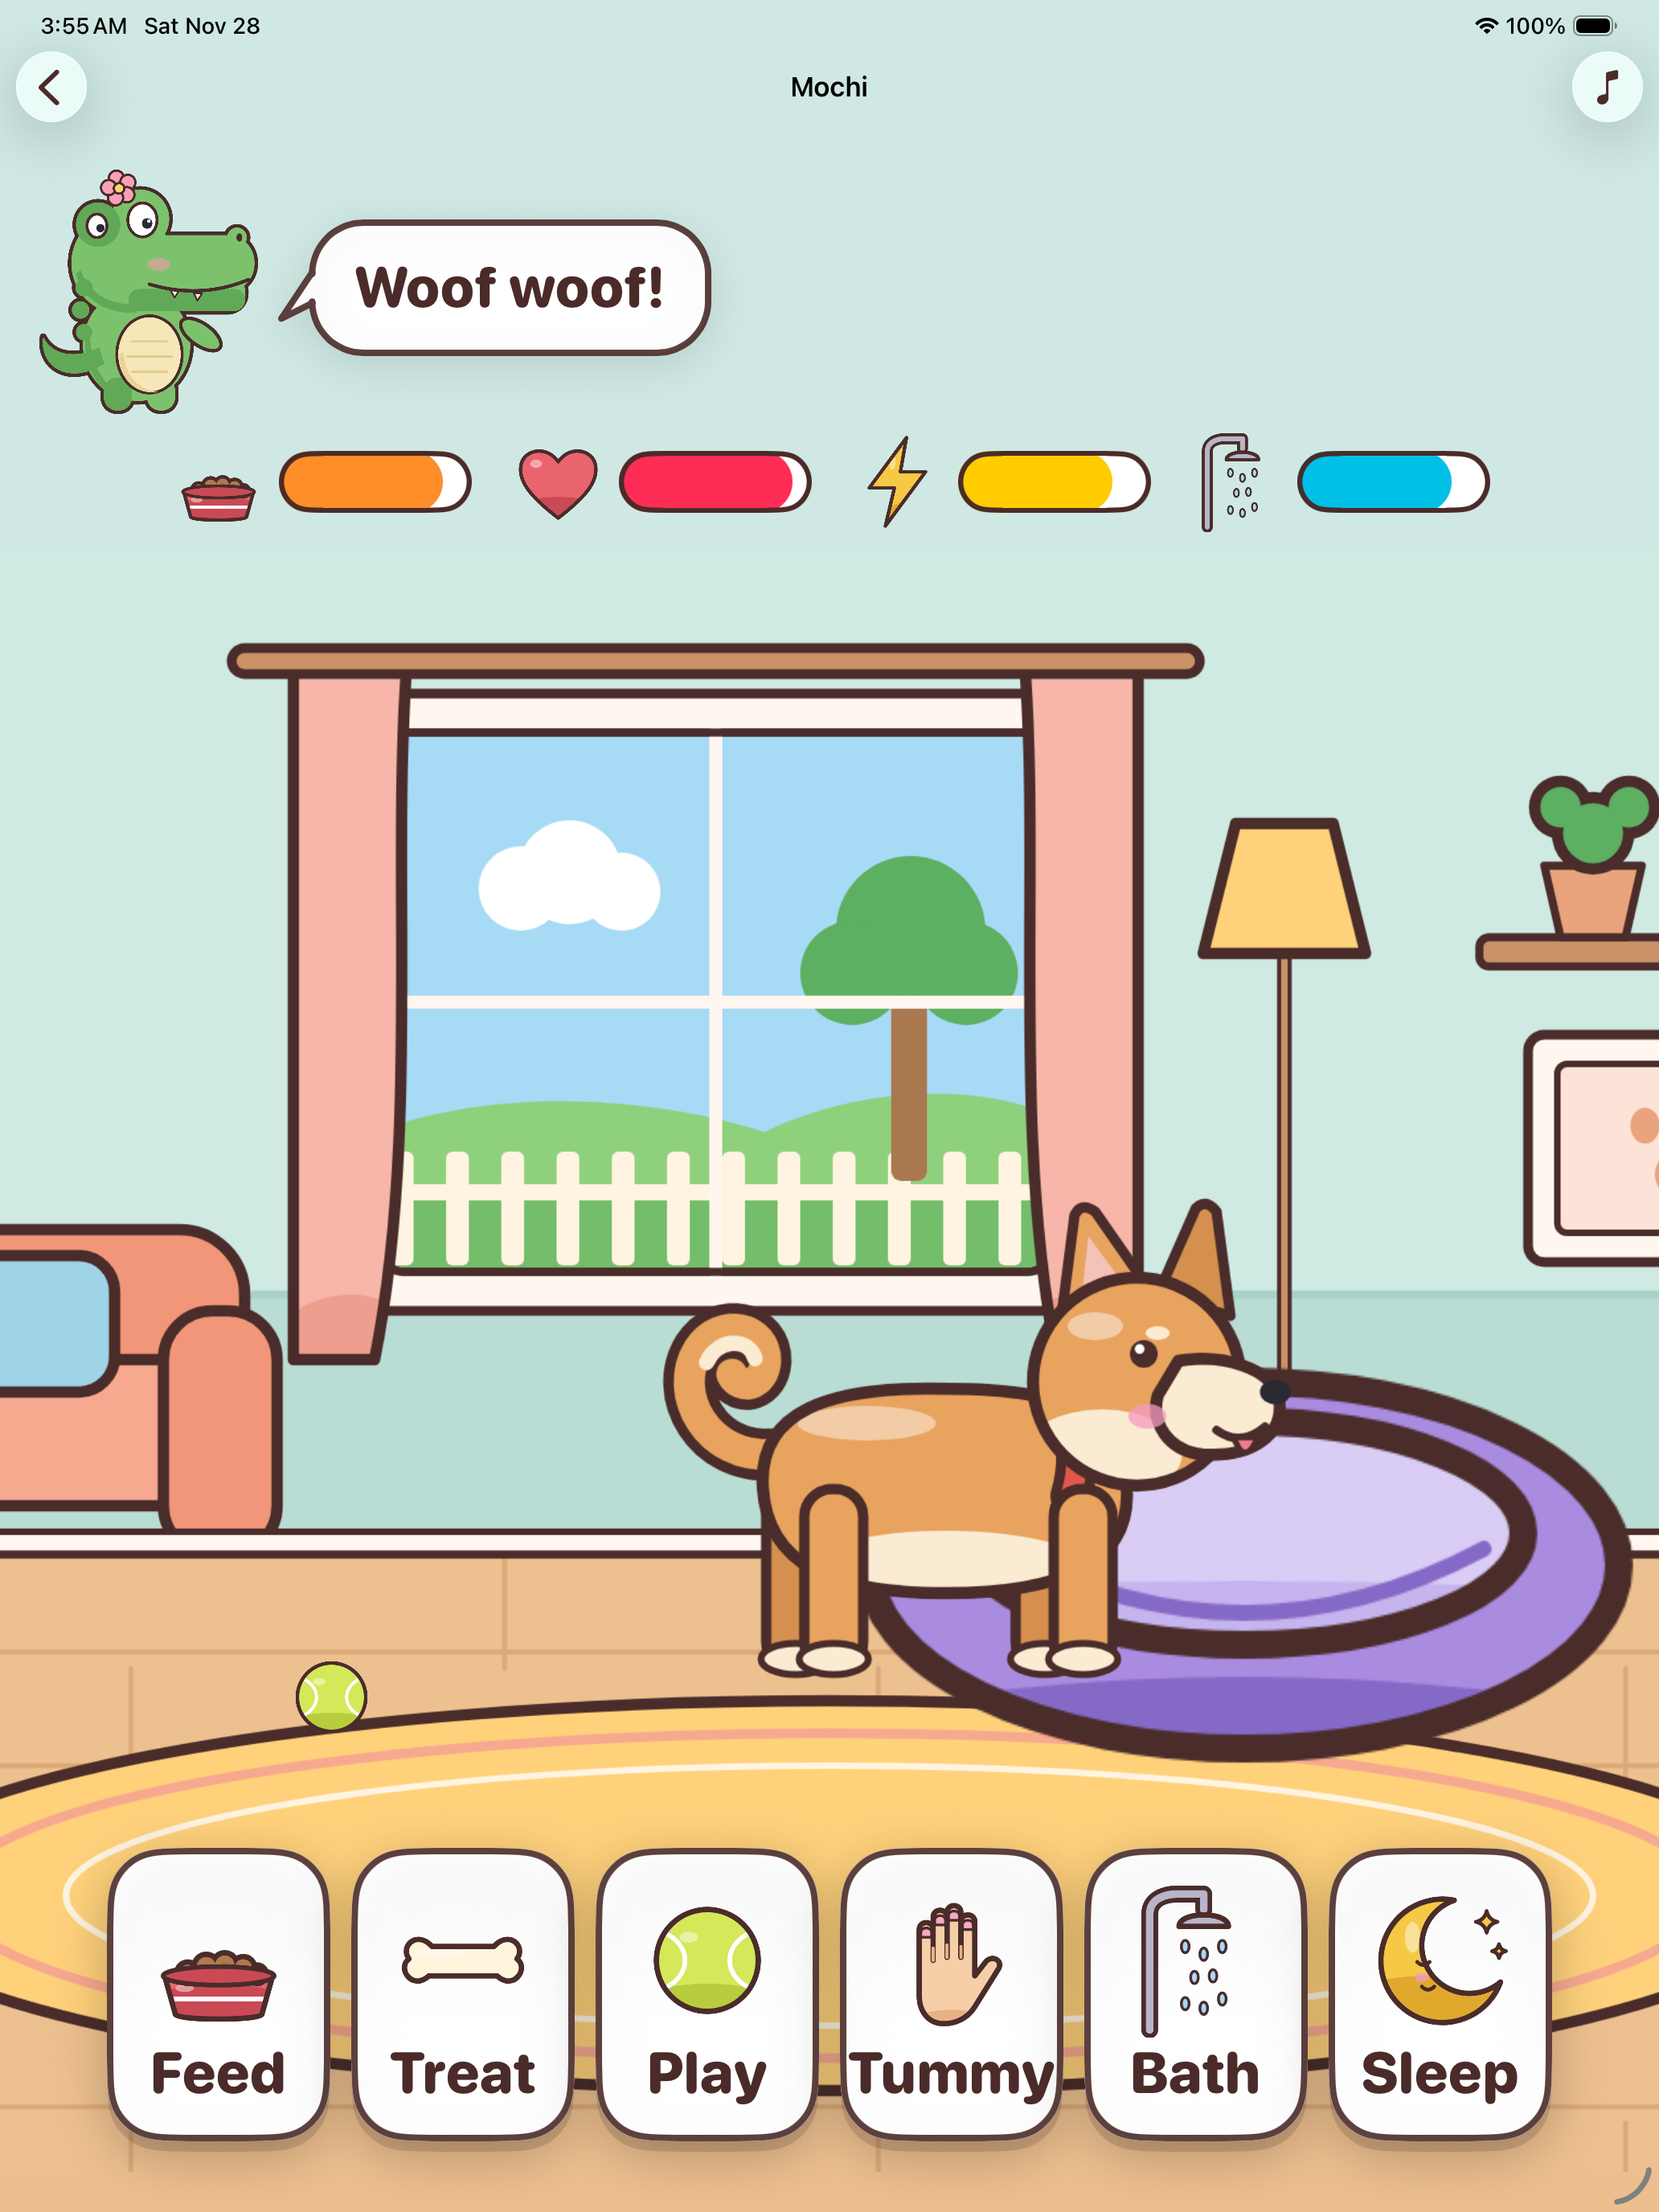 3:55 AM Sat Nov 28
100%
Mochi
Woof woof!
Feed
Treat
Play
Tummy
Bath
Sleep